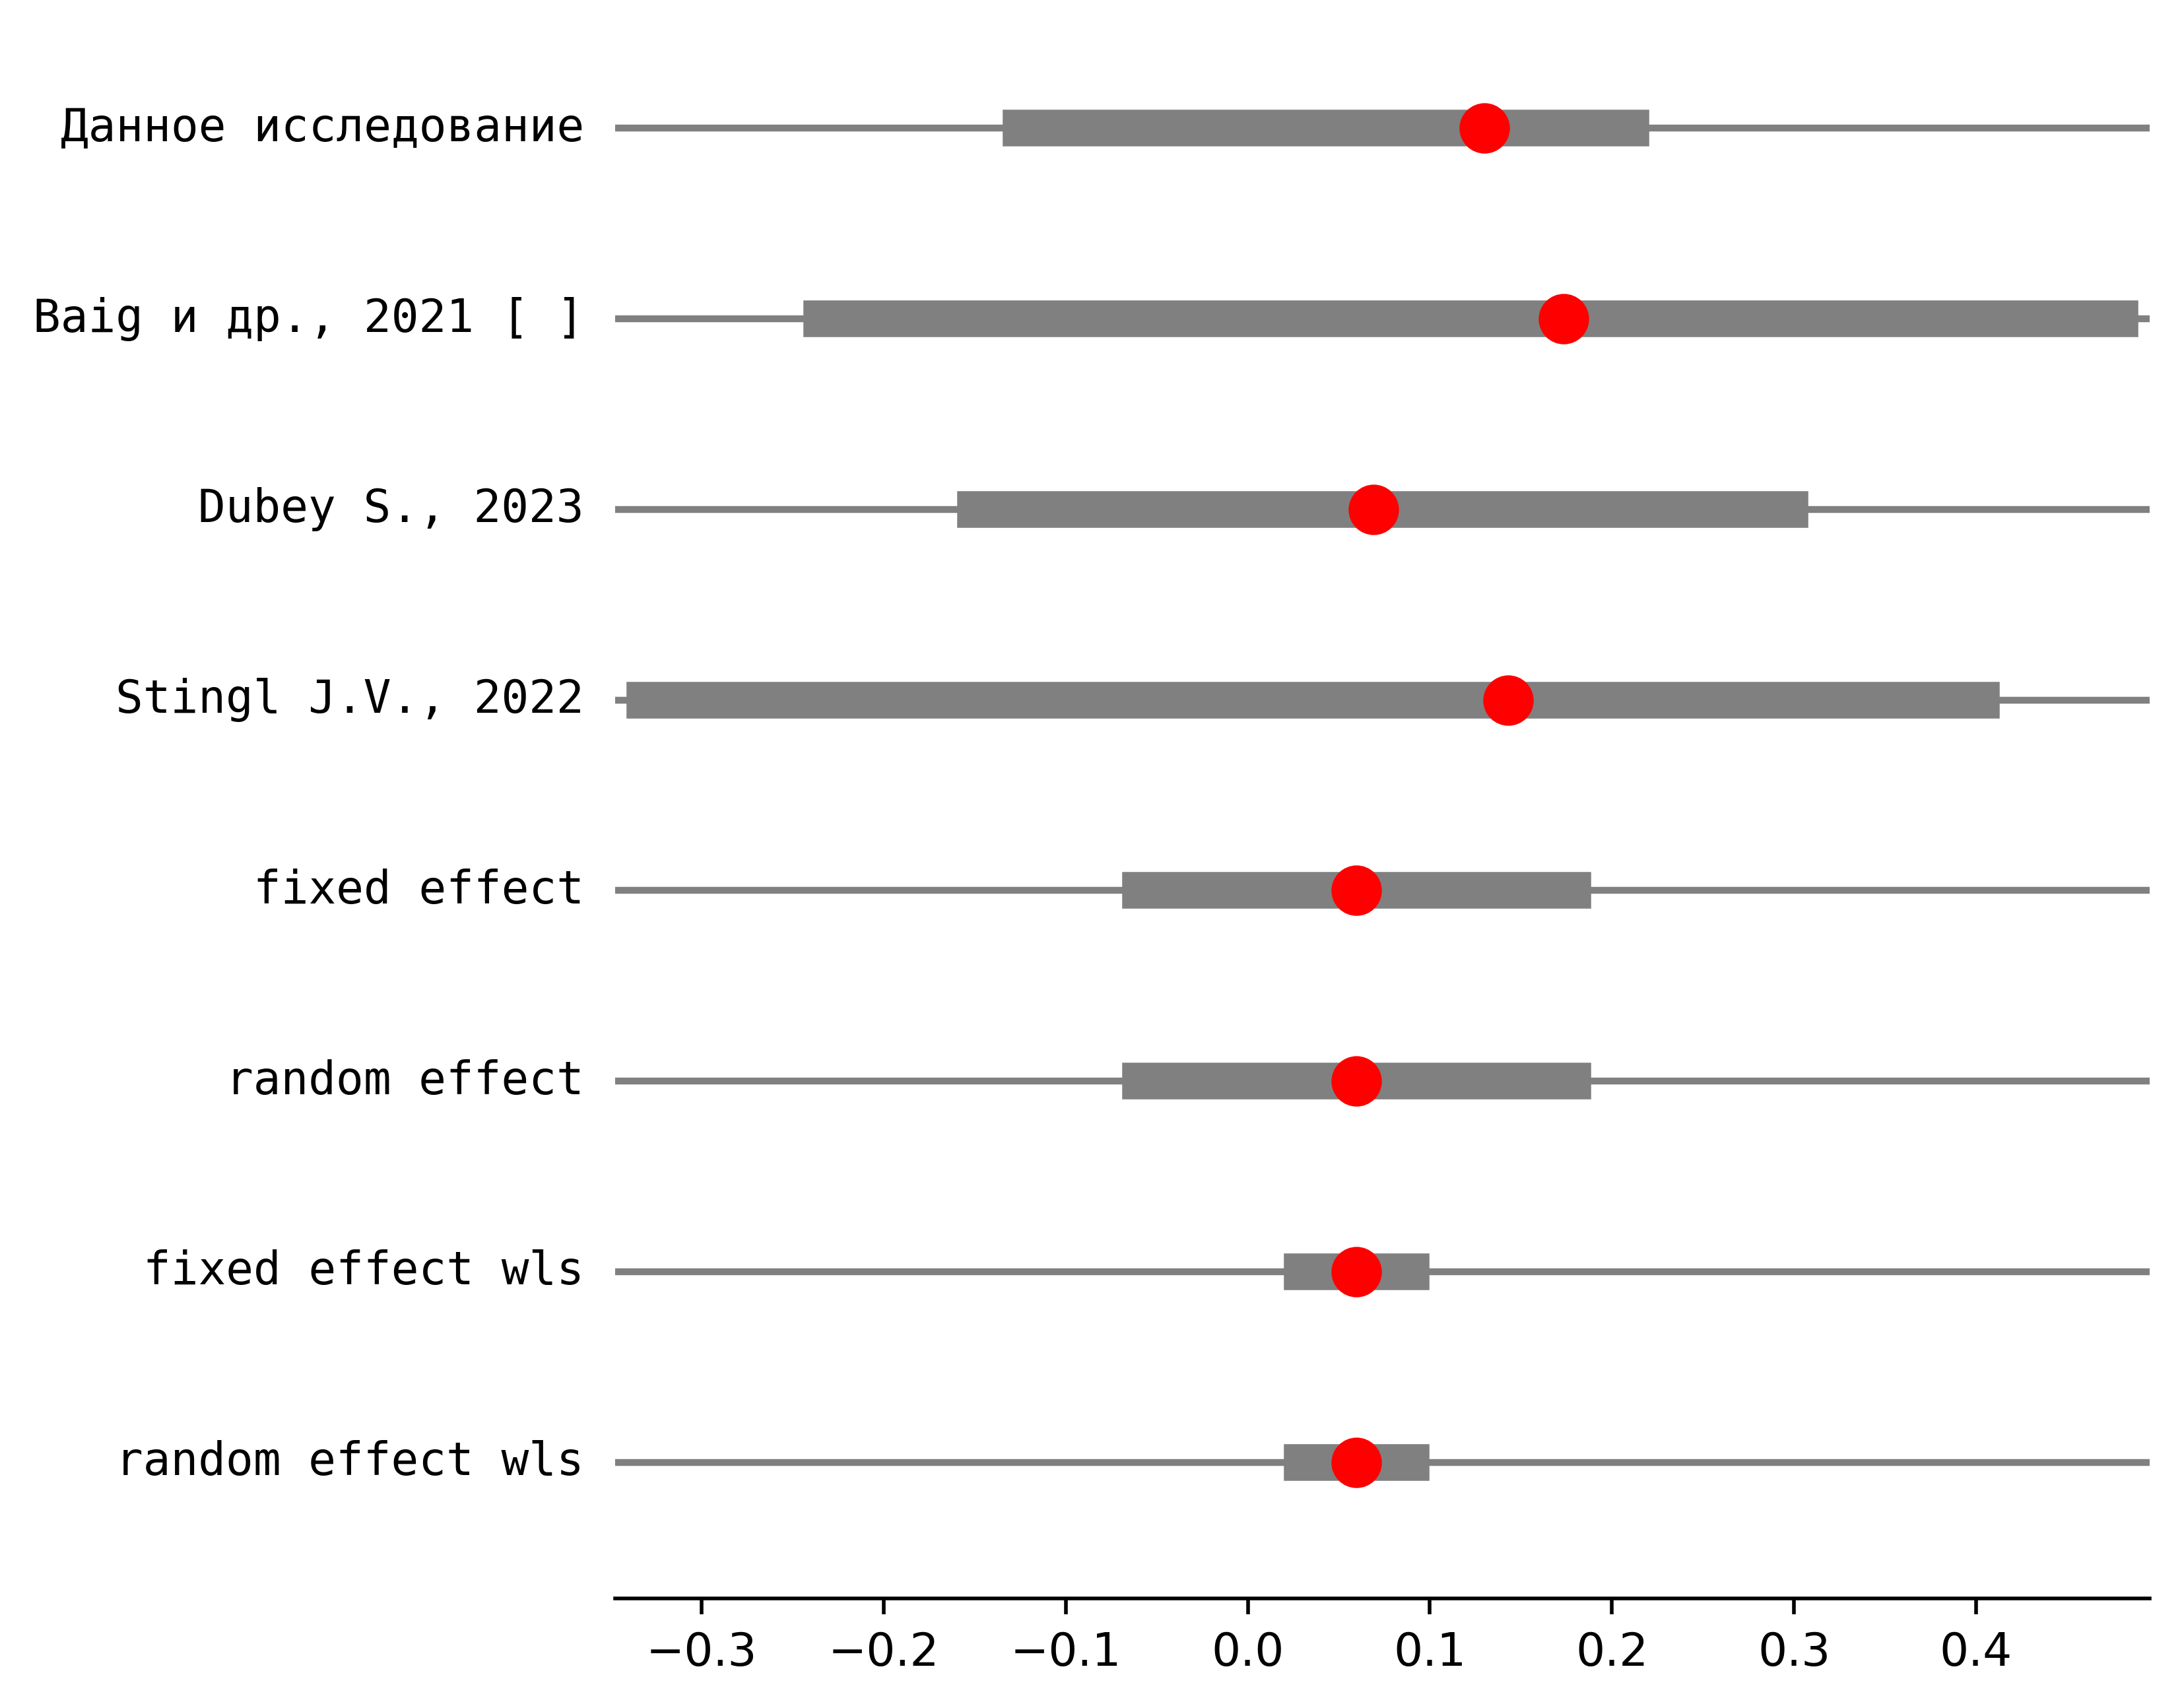 Данное исследование
Baig и др., 2021 [ ]
Dubey S., 2023
Stingl J.V., 2022
fixed effect
random effect
fixed effect wls
random effect wls
−0.3 −0.2 −0.1 0.0 0.1 0.2 0.3 0.4